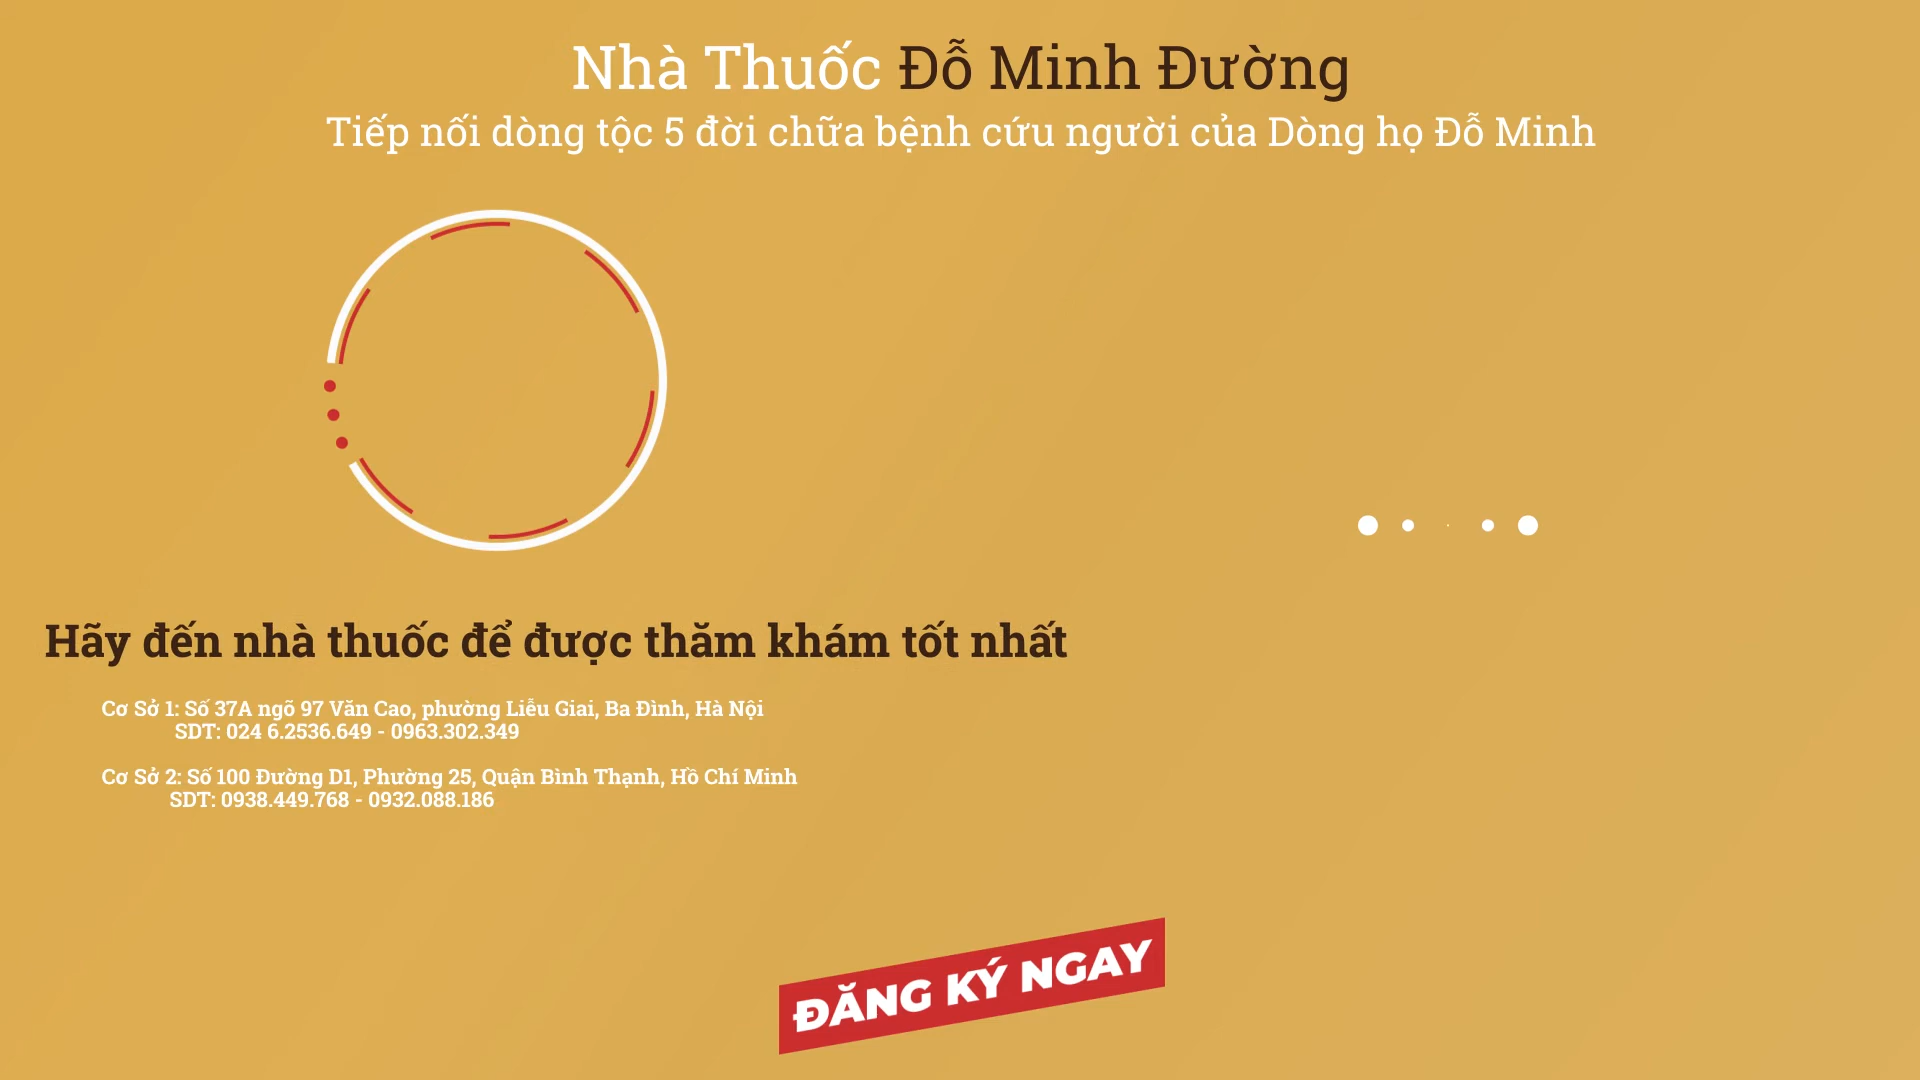 Nhà Thuốc Đỗ Minh Đường
Tiếp nối dòng tộc 5 đời chữa bệnh cứu người của Dòng họ Đỗ Minh
Hãy đến nhà thuốc để được thăm khám tốt nhất
Cơ Sở 1: Số 37A ngõ 97 Văn Cao, phường Liễu Giai, Ba Đình, Hà Nội
SDT: 024 6.2536.649 - 0963.302.349
Cơ Sở 2: Số 100 Đường D1, Phường 25, Quận Bình Thạnh, Hồ Chí Minh
SDT: 0938.449.768 - 0932.088.186
ĐĂNG KÝ NGAY